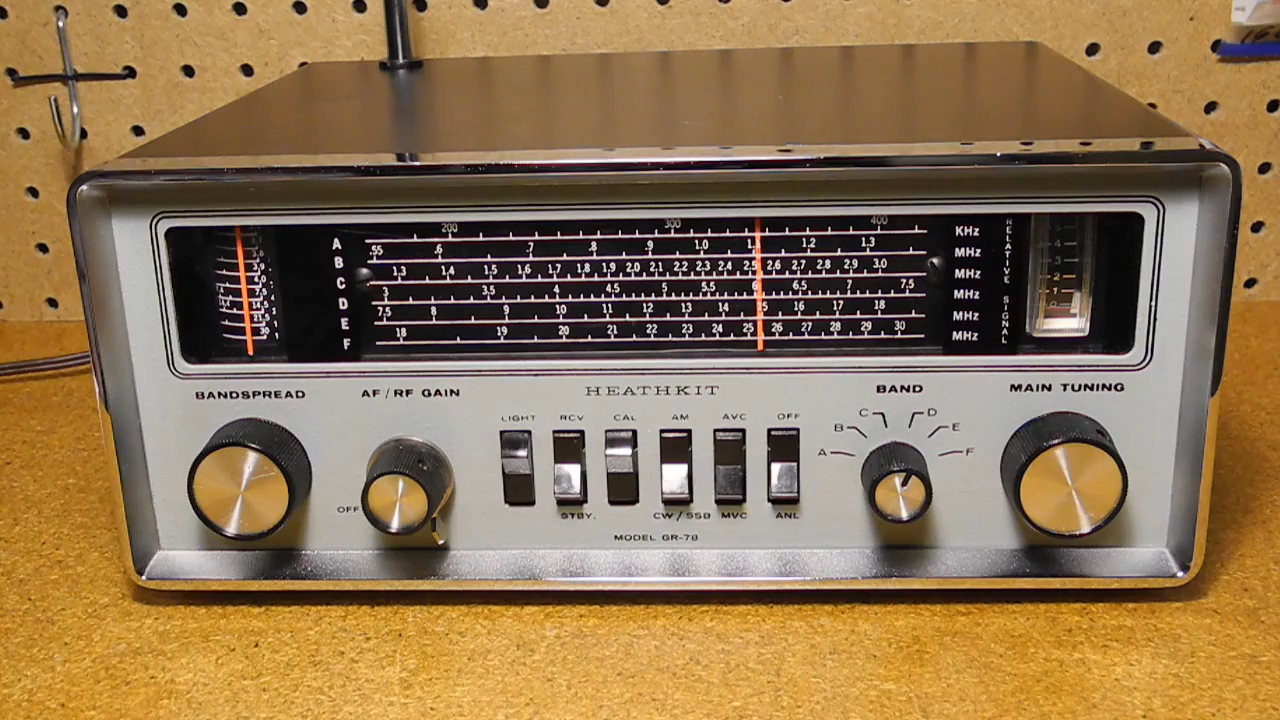 200 300 400 KHz
A .55 .6 .7 .8 .9 1.0 1. 1.2 1.3 MHz
B 1.3 1.4 1.5 1.6 1.7 1.8 1.9 2.0 2.1 2.2 2.3 2.4 2.5 2.6 2.7 2.8 2.9 3.0 MHz
C 3 3.5 4 4.5 5 5.5 6 6.5 7 7.5 MHz
D 7.5 8 9 10 11 12 13 14 15 16 17 18 MHz
E 18 19 20 21 22 23 24 25 26 27 28 29 30 MHz
F
RELATIVE SIGNAL
4
3
2
1
0
BANDSPREAD AF/RF GAIN HEATHKIT BAND MAIN TUNING
LIGHT RCV CAL AM AVC OFF
C D
B E
A F
OFF
STBY. CW/SSB MVC ANL
MODEL GR-78